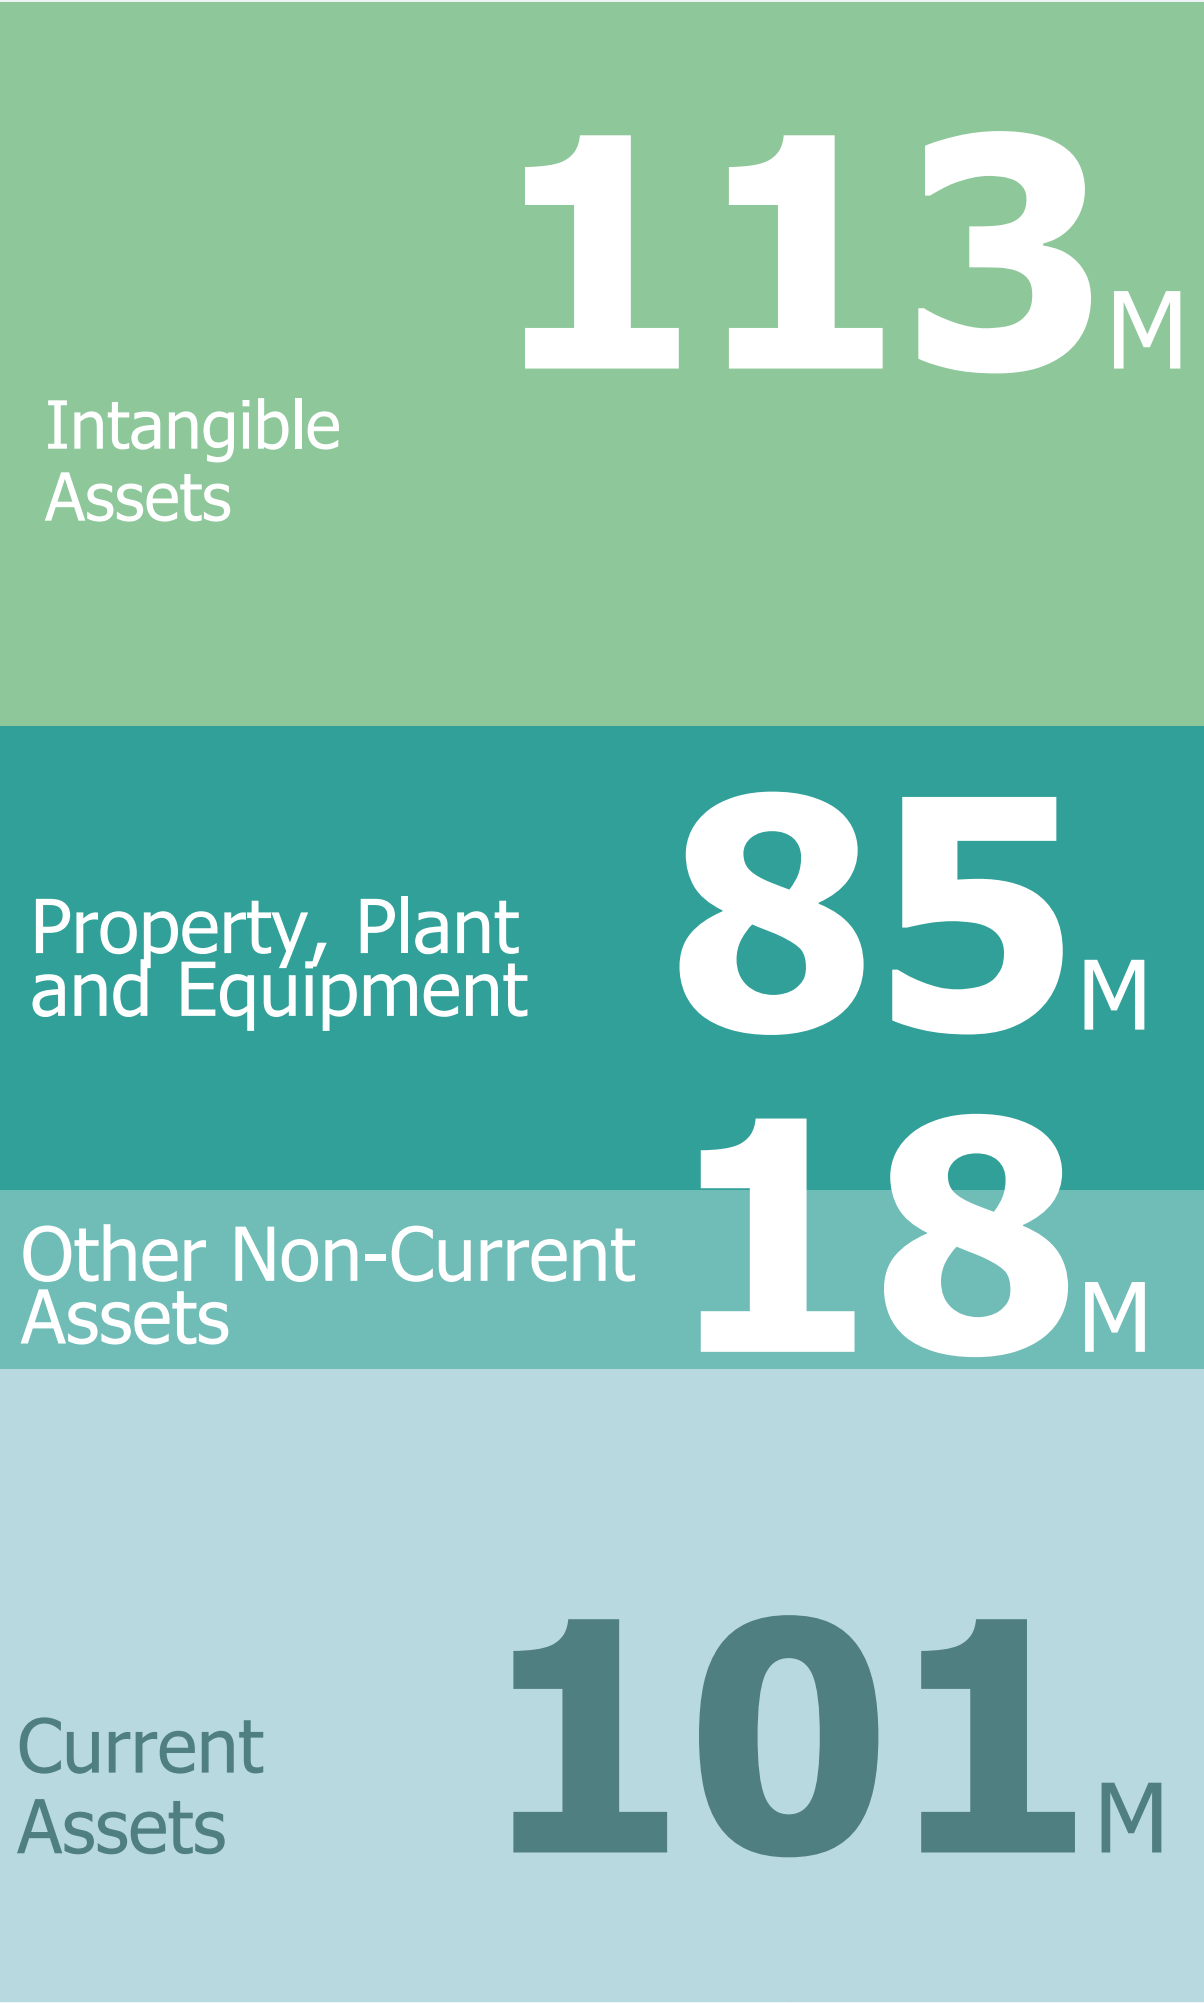 113M
Intangible
Assets
85M
Property, Plant
and Equipment
18M
Other Non-Current
Assets
101M
Current
Assets